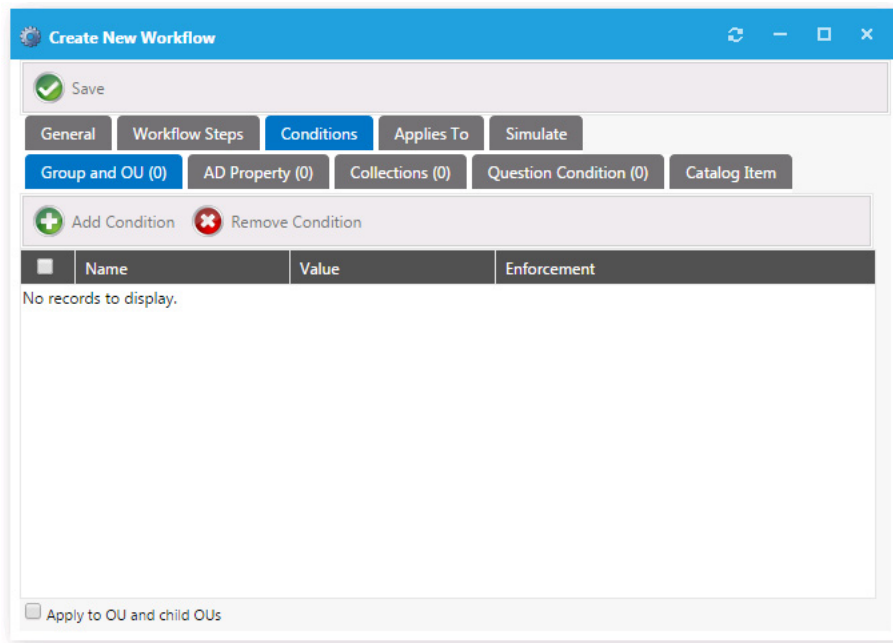 Create New Workflow
Save
General Workflow Steps Conditions Applies To Simulate
Group and OU (0) AD Property (0) Collections (0) Question Condition (0) Catalog Item
Add Condition Remove Condition
Name Value Enforcement
No records to display.
Apply to OU and child OUs